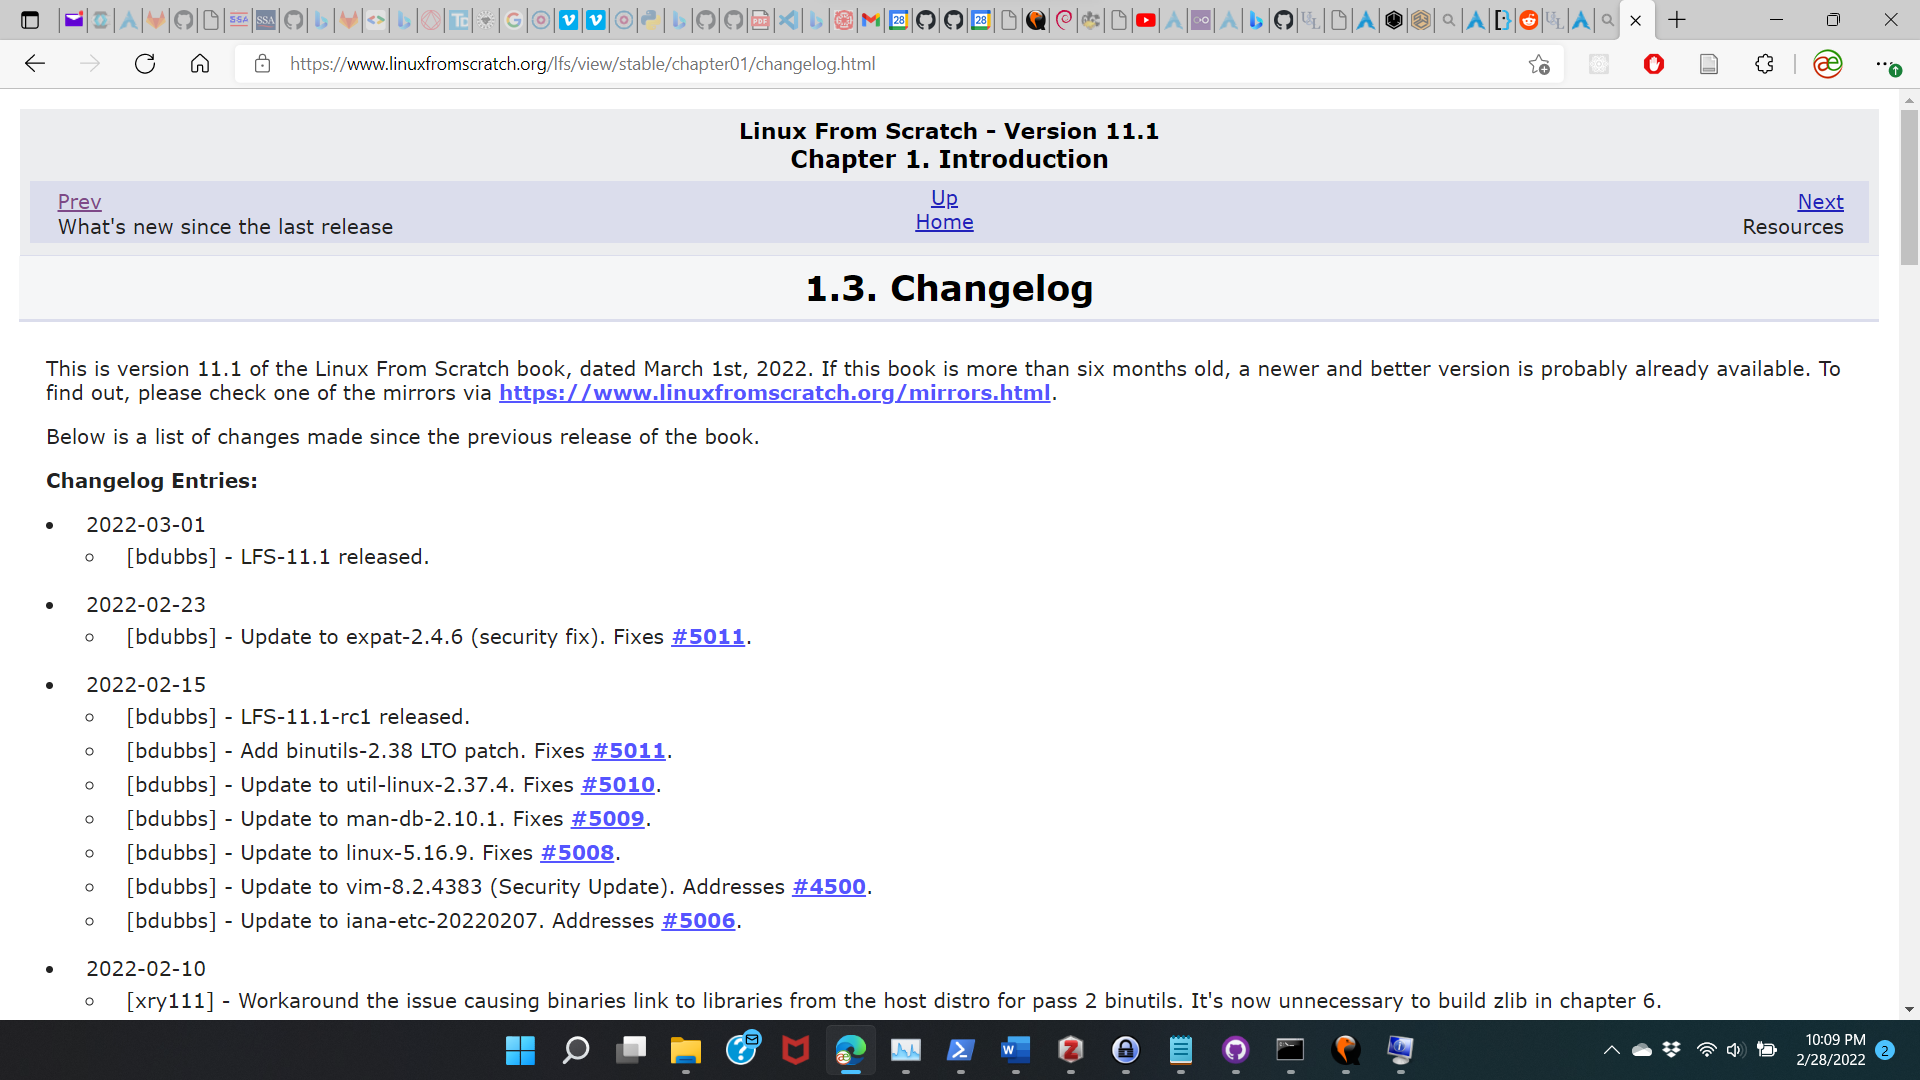 https://www.linuxfromscratch.org/lfs/view/stable/chapter01/changelog.html
Linux From Scratch - Version 11.1
Chapter 1. Introduction
Prev
What's new since the last release
Up
Home
Next
Resources
1.3. Changelog
This is version 11.1 of the Linux From Scratch book, dated March 1st, 2022. If this book is more than six months old, a newer and better version is probably already available. To
find out, please check one of the mirrors via https://www.linuxfromscratch.org/mirrors.html.
Below is a list of changes made since the previous release of the book.
Changelog Entries:
2022-03-01
[bdubbs] - LFS-11.1 released.
2022-02-23
[bdubbs] - Update to expat-2.4.6 (security fix). Fixes #5011.
2022-02-15
[bdubbs] - LFS-11.1-rc1 released.
[bdubbs] - Add binutils-2.38 LTO patch. Fixes #5011.
[bdubbs] - Update to util-linux-2.37.4. Fixes #5010.
[bdubbs] - Update to man-db-2.10.1. Fixes #5009.
[bdubbs] - Update to linux-5.16.9. Fixes #5008.
[bdubbs] - Update to vim-8.2.4383 (Security Update). Addresses #4500.
[bdubbs] - Update to iana-etc-20220207. Addresses #5006.
2022-02-10
[xry111] - Workaround the issue causing binaries link to libraries from the host distro for pass 2 binutils. It's now unnecessary to build zlib in chapter 6.
10:09 PM
2/28/2022
2